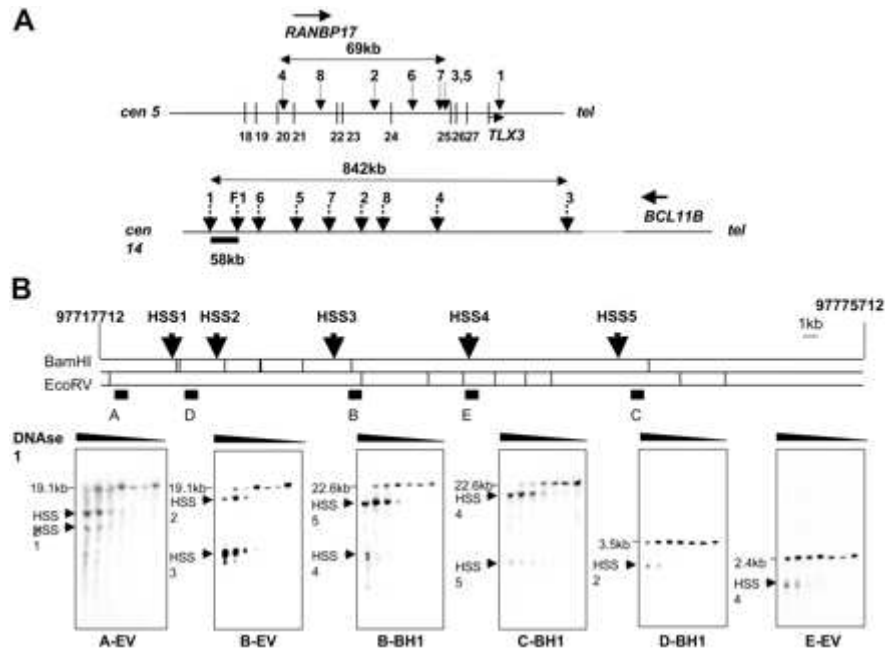 A
RANBP17
69kb
4 8 2 6 7 3,5 1
cen 5 tel
18 19 20 21 22 23 24 25 26 27 TLX3
842kb
1 F1 6 5 7 2 8 4 3
BCL11B
cen 14 tel
58kb
B
97717712 HSS1 HSS2 HSS3 HSS4 HSS5 97775712
1kb
BamHI
EcoRV
A D B E C
DNAse 1
19.1kb
HSS
HSS 1
A-EV
19.1kb
HSS 2
HSS 3
B-EV
22.6kb
HSS 5
HSS 4
B-BH1
22.6kb
HSS 4
HSS 5
C-BH1
3.5kb
HSS 2
D-BH1
2.4kb
HSS 4
E-EV